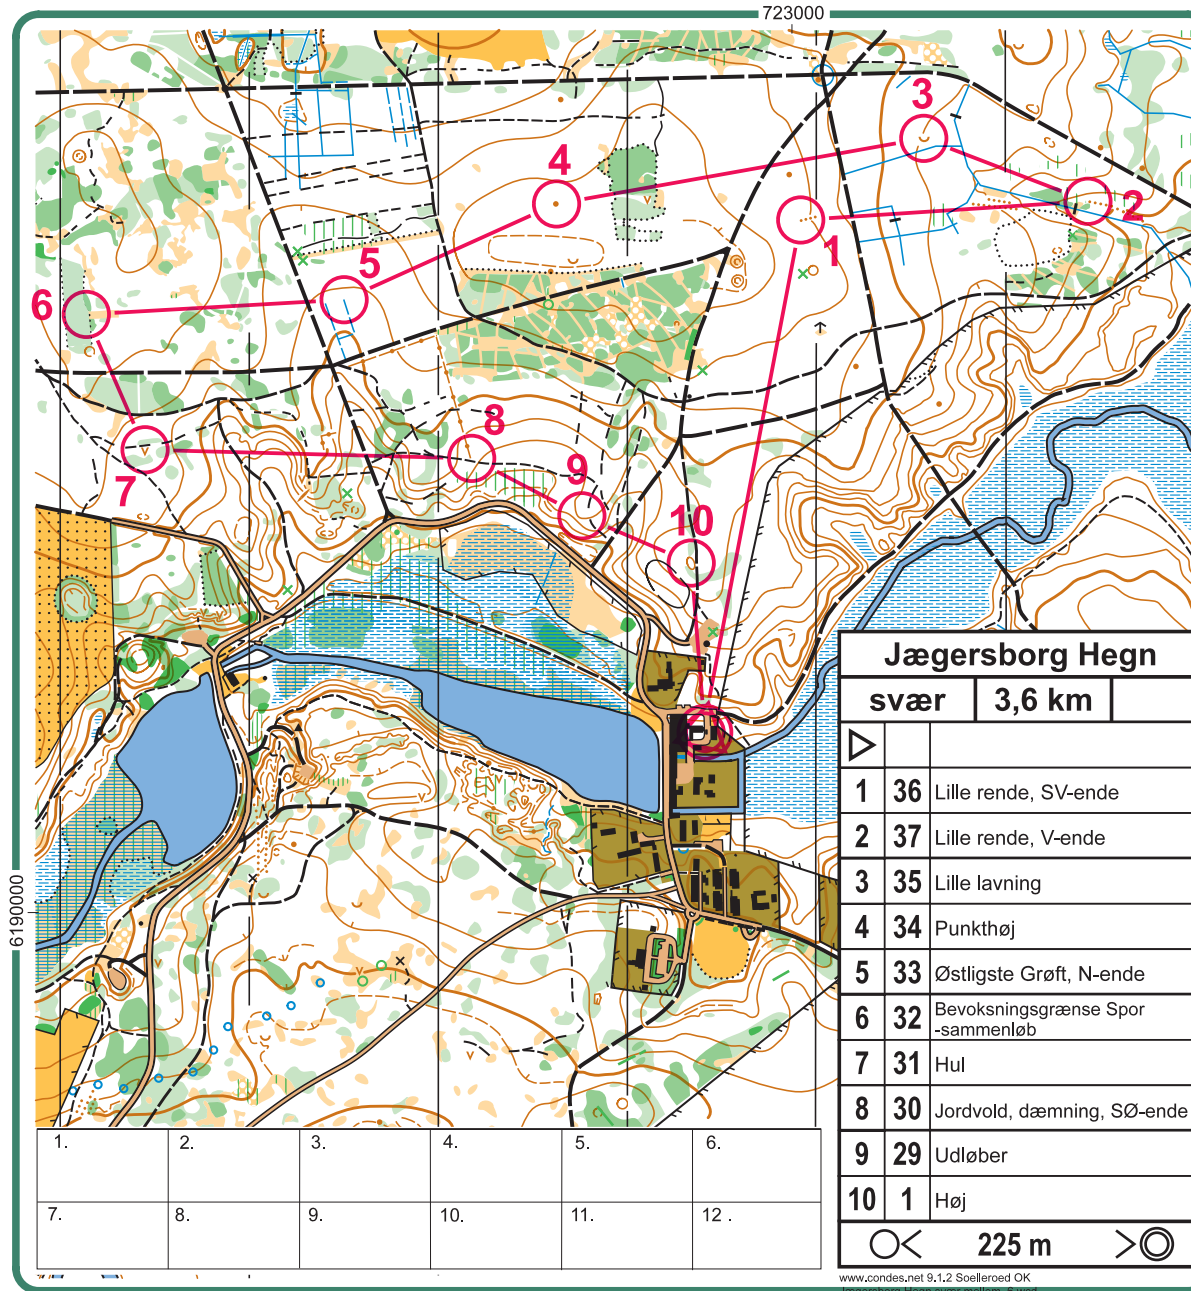 723000
6190000
3
4
2
5
1
6
8
9
7
10
Jægersborg Hegn
svær 3,6 km
1 36 Lille rende, SV-ende
2 37 Lille rende, V-ende
3 35 Lille lavning
4 34 Punkthøj
5 33 Østligste Grøft, N-ende
6 32 Bevoksningsgrænse Spor
-sammenløb
7 31 Hul
8 30 Jordvold, dæmning, SØ-ende
9 29 Udløber
10 1 Høj
225 m
1. 2. 3. 4. 5. 6.
7. 8. 9. 10. 11. 12 .
www.condes.net 9.1.2 Soelleroed OK